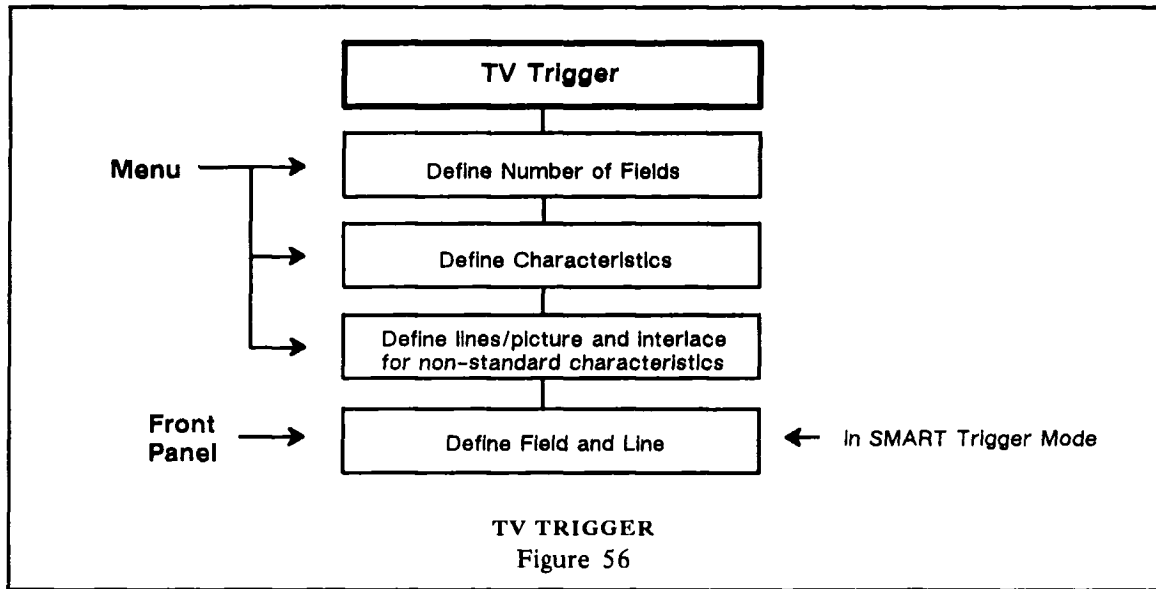 TV Trigger
Menu
Define Number of Fields
Define Characteristics
Define lines/picture and interlace
for non-standard characteristics
Front
Panel
Define Field and Line
In SMART Trigger Mode
TV TRIGGER
Figure 56